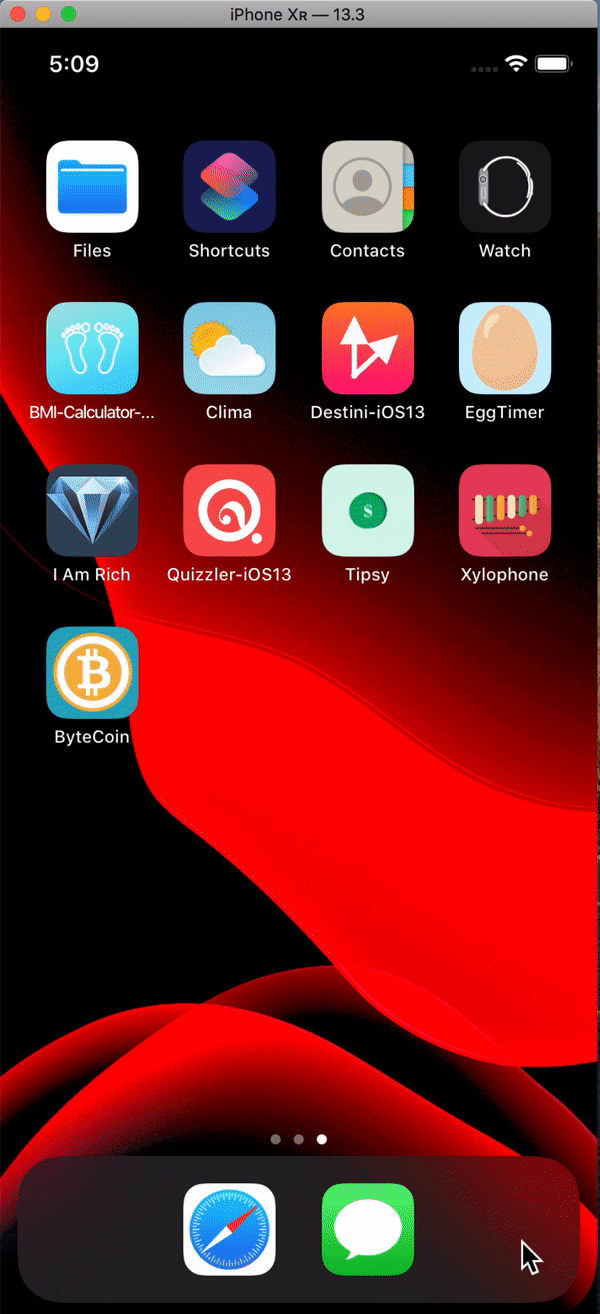 iPhone Xʀ — 13.3
5:09
Files
Shortcuts
Contacts
Watch
BMI-Calculator-...
Clima
Destini-iOS13
EggTimer
I Am Rich
Quizzler-iOS13
Tipsy
Xylophone
ByteCoin